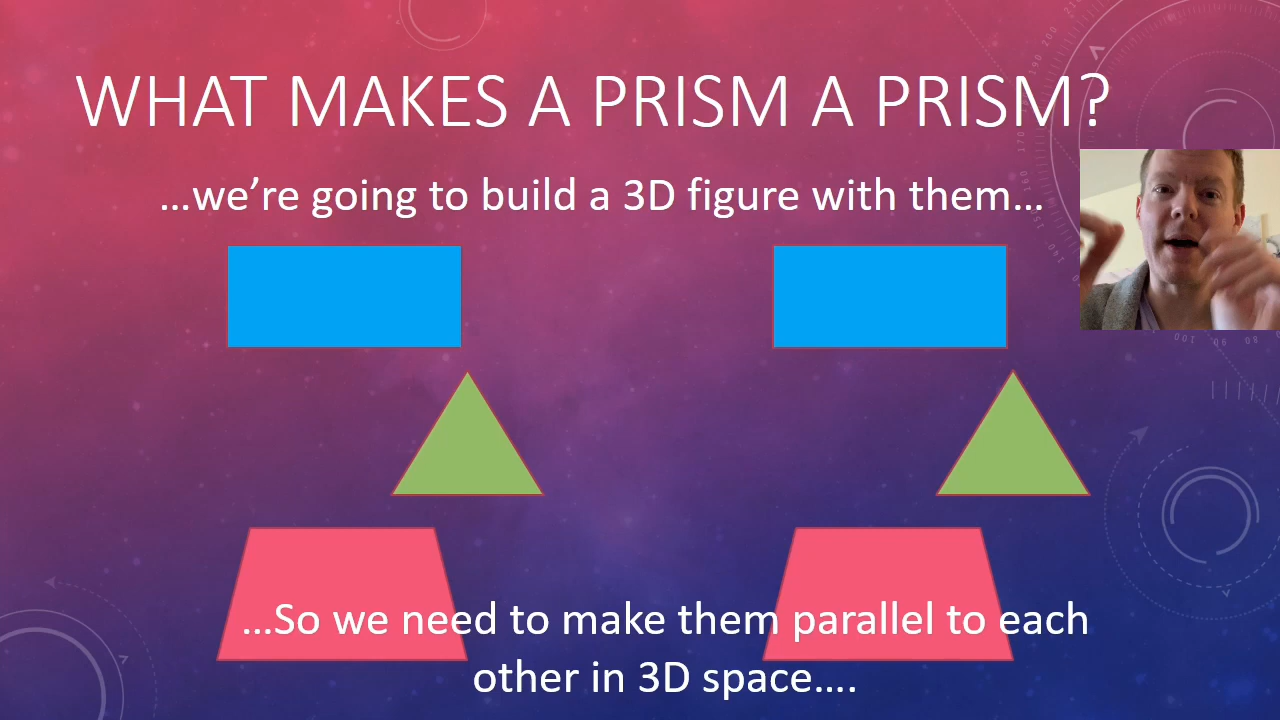 WHAT MAKES A PRISM A PRISM?
…we’re going to build a 3D figure with them…
…So we need to make them parallel to each
other in 3D space….